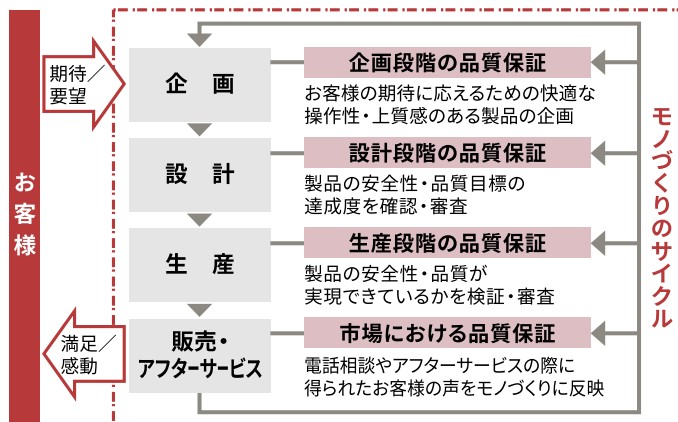 お客様
期待／
要望
満足／
感動
企　画
企画段階の品質保証
お客様の期待に応えるための快適な
操作性・上質感のある製品の企画
設　計
設計段階の品質保証
製品の安全性・品質目標の
達成度を確認・審査
生　産
生産段階の品質保証
製品の安全性・品質が
実現できているかを検証・審査
販売・
アフターサービス
市場における品質保証
電話相談やアフターサービスの際に
得られたお客様の声をモノづくりに反映
モノづくりのサイクル